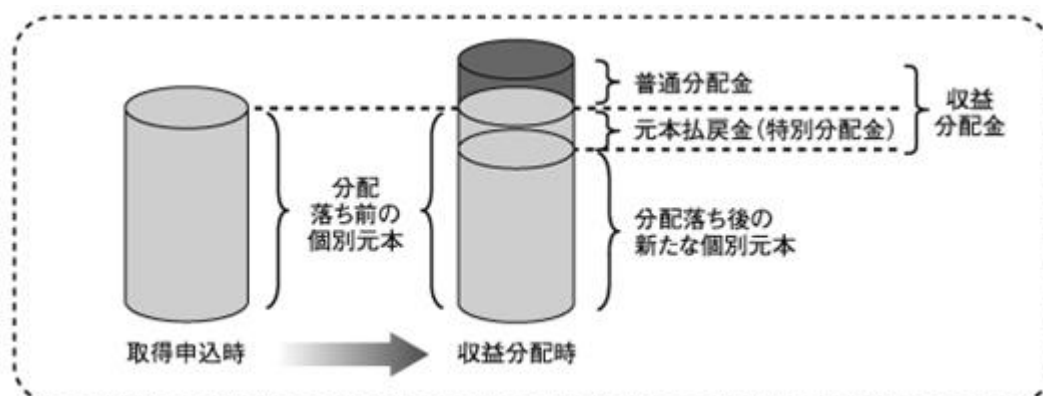 普通分配金
元本払戻金(特別分配金)
収益
分配金
分配
落ち前の
個別元本
分配落ち後の
新たな個別元本
取得申込時
収益分配時